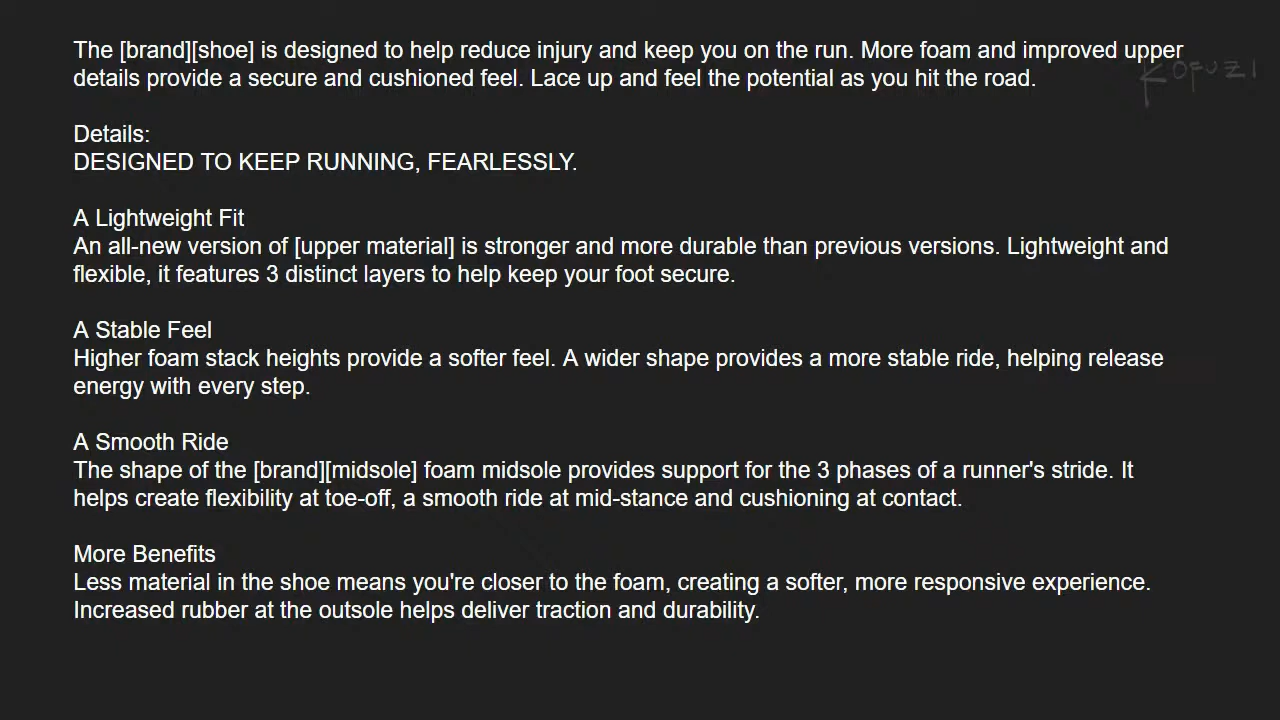 The [brand][shoe] is designed to help reduce injury and keep you on the run. More foam and improved upper
details provide a secure and cushioned feel. Lace up and feel the potential as you hit the road.
KOFUZI
Details:
DESIGNED TO KEEP RUNNING, FEARLESSLY.
A Lightweight Fit
An all-new version of [upper material] is stronger and more durable than previous versions. Lightweight and
flexible, it features 3 distinct layers to help keep your foot secure.
A Stable Feel
Higher foam stack heights provide a softer feel. A wider shape provides a more stable ride, helping release
energy with every step.
A Smooth Ride
The shape of the [brand][midsole] foam midsole provides support for the 3 phases of a runner's stride. It
helps create flexibility at toe-off, a smooth ride at mid-stance and cushioning at contact.
More Benefits
Less material in the shoe means you're closer to the foam, creating a softer, more responsive experience.
Increased rubber at the outsole helps deliver traction and durability.